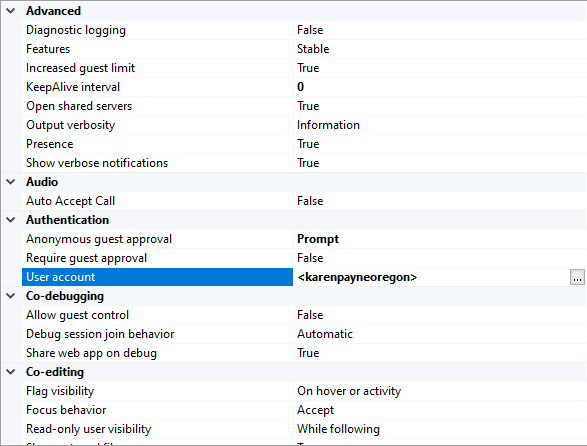 Advanced
Diagnostic logging False
Features Stable
Increased guest limit True
KeepAlive interval 0
Open shared servers True
Output verbosity Information
Presence True
Show verbose notifications True
Audio
Auto Accept Call False
Authentication
Anonymous guest approval Prompt
Require guest approval False
User account <karenpayneoregon> ...
Co-debugging
Allow guest control False
Debug session join behavior Automatic
Share web app on debug True
Co-editing
Flag visibility On hover or activity
Focus behavior Accept
Read-only user visibility While following